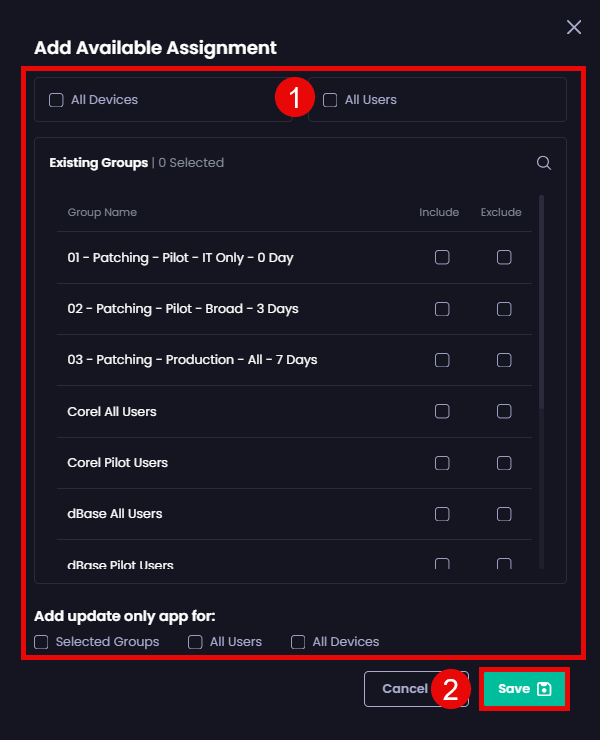 Add Available Assignment
All Devices
1
All Users
Existing Groups | 0 Selected
Group Name Include Exclude
01 - Patching - Pilot - IT Only - 0 Day
02 - Patching - Pilot - Broad - 3 Days
03 - Patching - Production - All - 7 Days
Corel All Users
Corel Pilot Users
dBase All Users
dBase Pilot Users
Add update only app for:
Selected Groups All Users All Devices
Cancel 2 Save